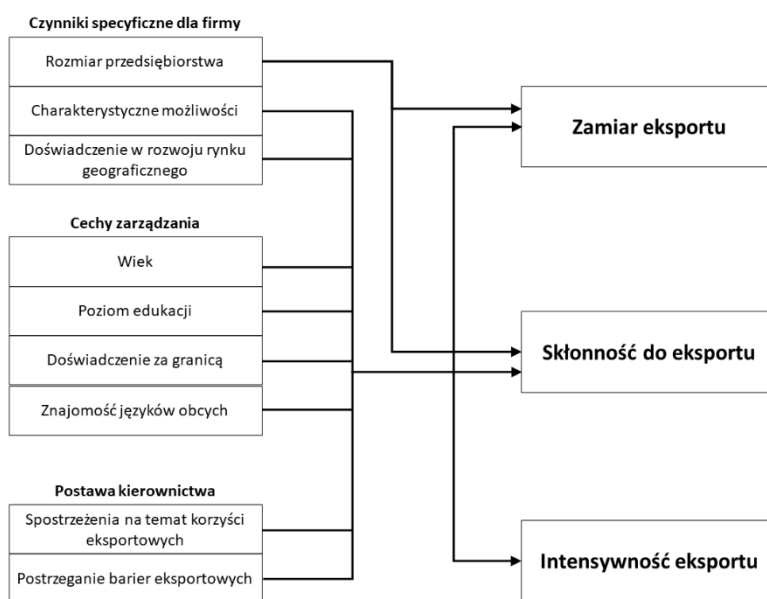 Czynniki specyficzne dla firmy
Rozmiar przedsiębiorstwa
Charakterystyczne możliwości
Doświadczenie w rozwoju rynku
geograficznego
Cechy zarządzania
Wiek
Poziom edukacji
Doświadczenie za granicą
Znajomość języków obcych
Postawa kierownictwa
Spostrzeżenia na temat korzyści
eksportowych
Postrzeganie barier eksportowych
Zamiar eksportu
Skłonność do eksportu
Intensywność eksportu